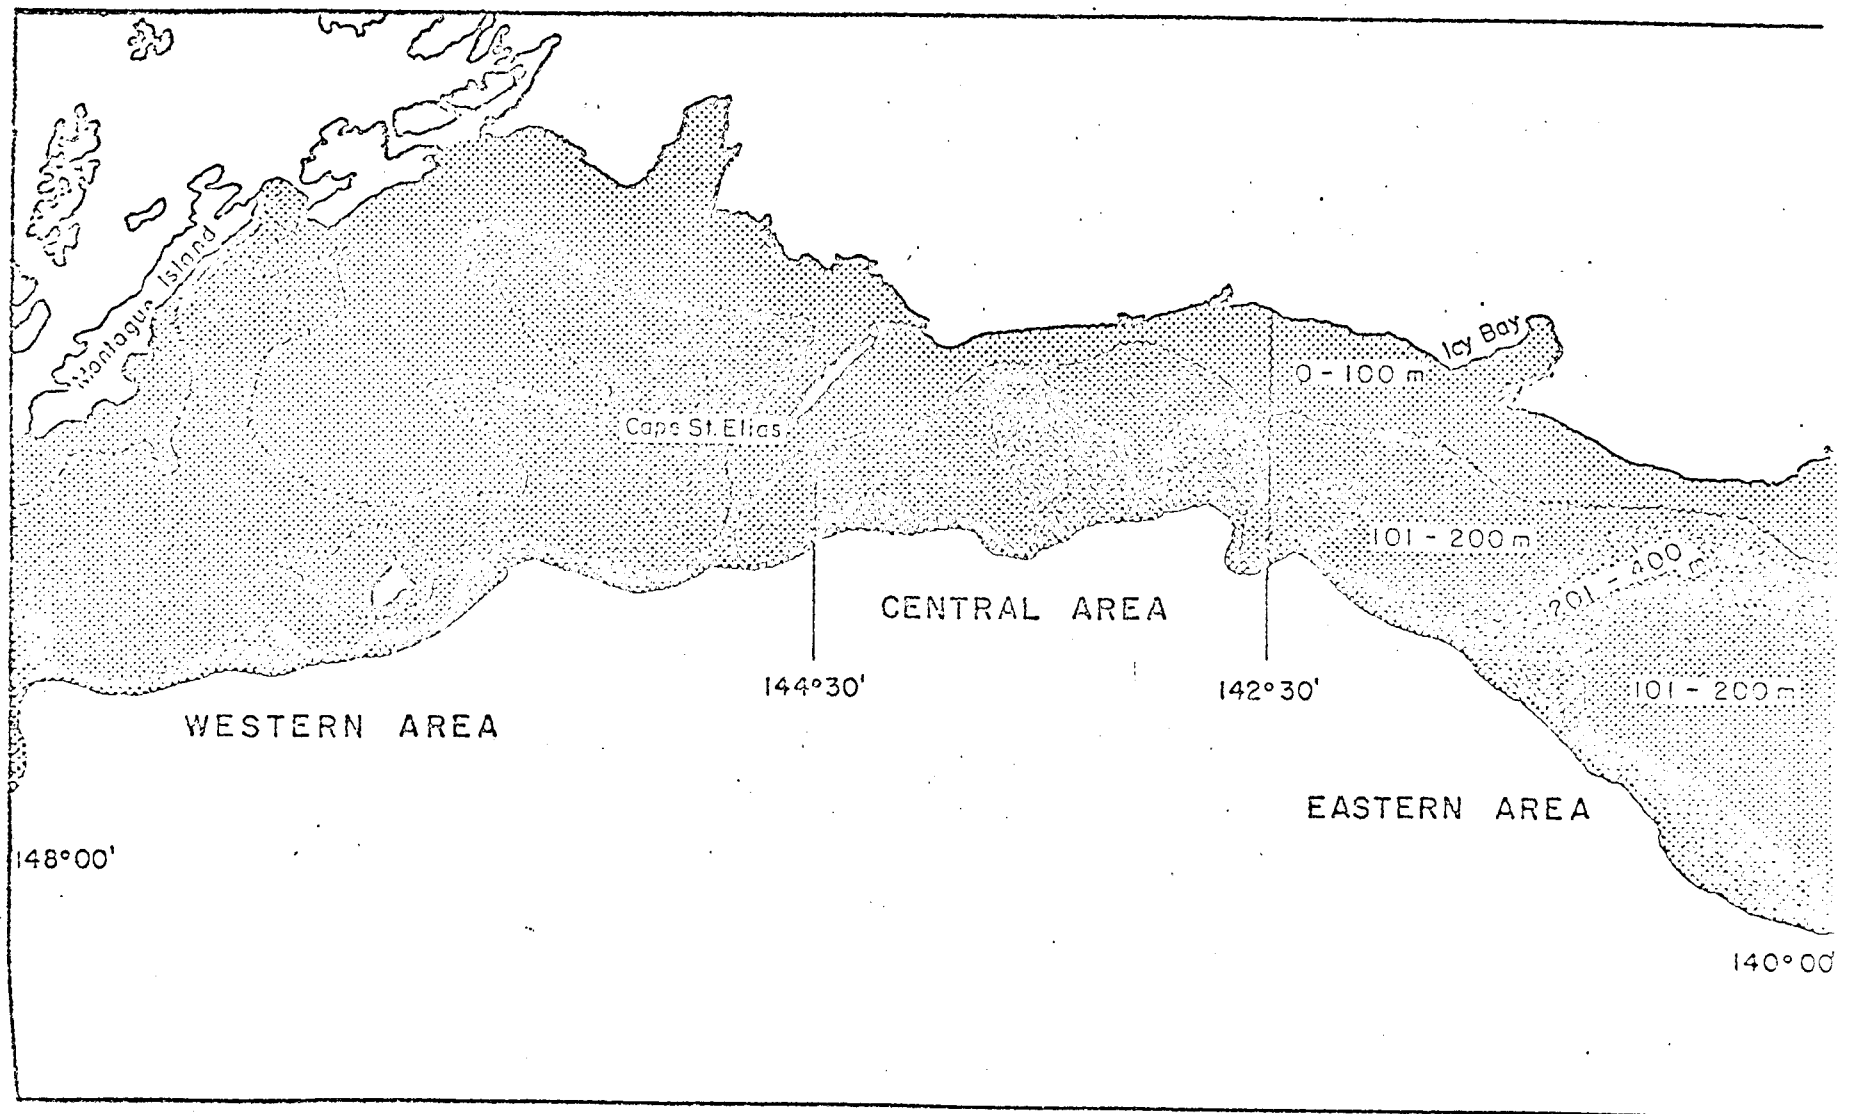 Montague Island
Icy Bay
0-100 m
Cape St. Elias
101-200 m
201-400 m
CENTRAL AREA
144°30'
142°30'
101-200 m
WESTERN AREA
EASTERN AREA
148°00'
140°00'